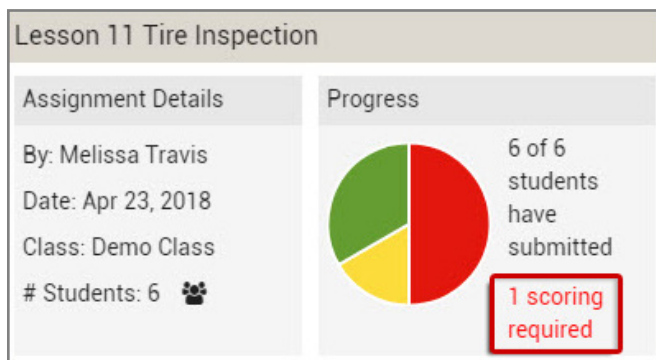 Lesson 11 Tire Inspection
Assignment Details
By: Melissa Travis
Date: Apr 23, 2018
Class: Demo Class
# Students: 6
Progress
6 of 6
students
have
submitted
1 scoring
required